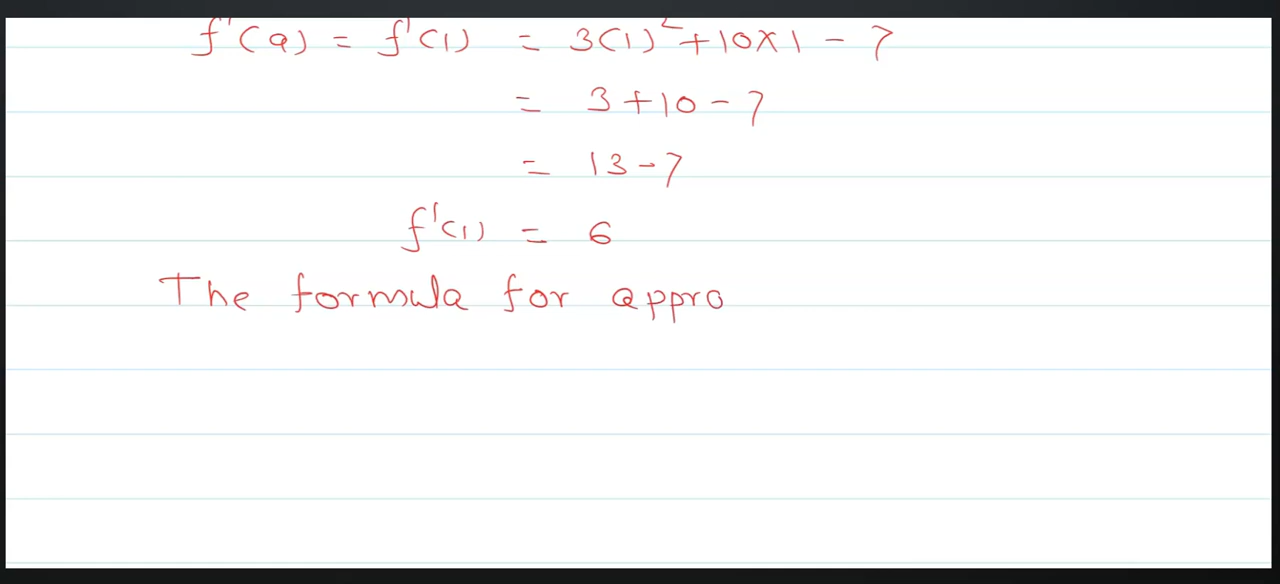 f'(a) = f'(1) = 3(1)²+10×1 - 7
= 3+10-7
= 13-7
f'(1) = 6
The formula for appro